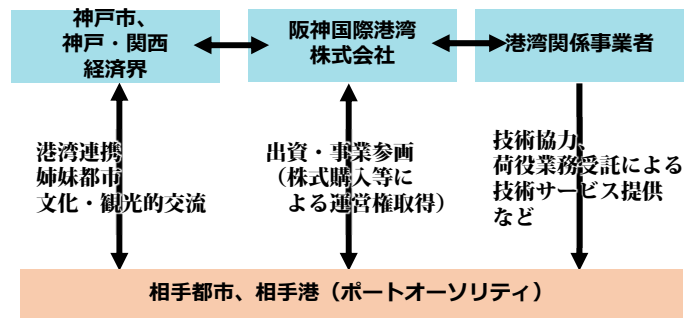 神戸市、
神戸・関西
経済界
阪神国際港湾
株式会社
港湾関係事業者
港湾連携
姉妹都市
文化・観光的交流
出資・事業参画
（株式購入等に
よる運営権取得）
技術協力、
荷役業務受託による
技術サービス提供
など
相手都市、相手港（ポートオーソリティ）